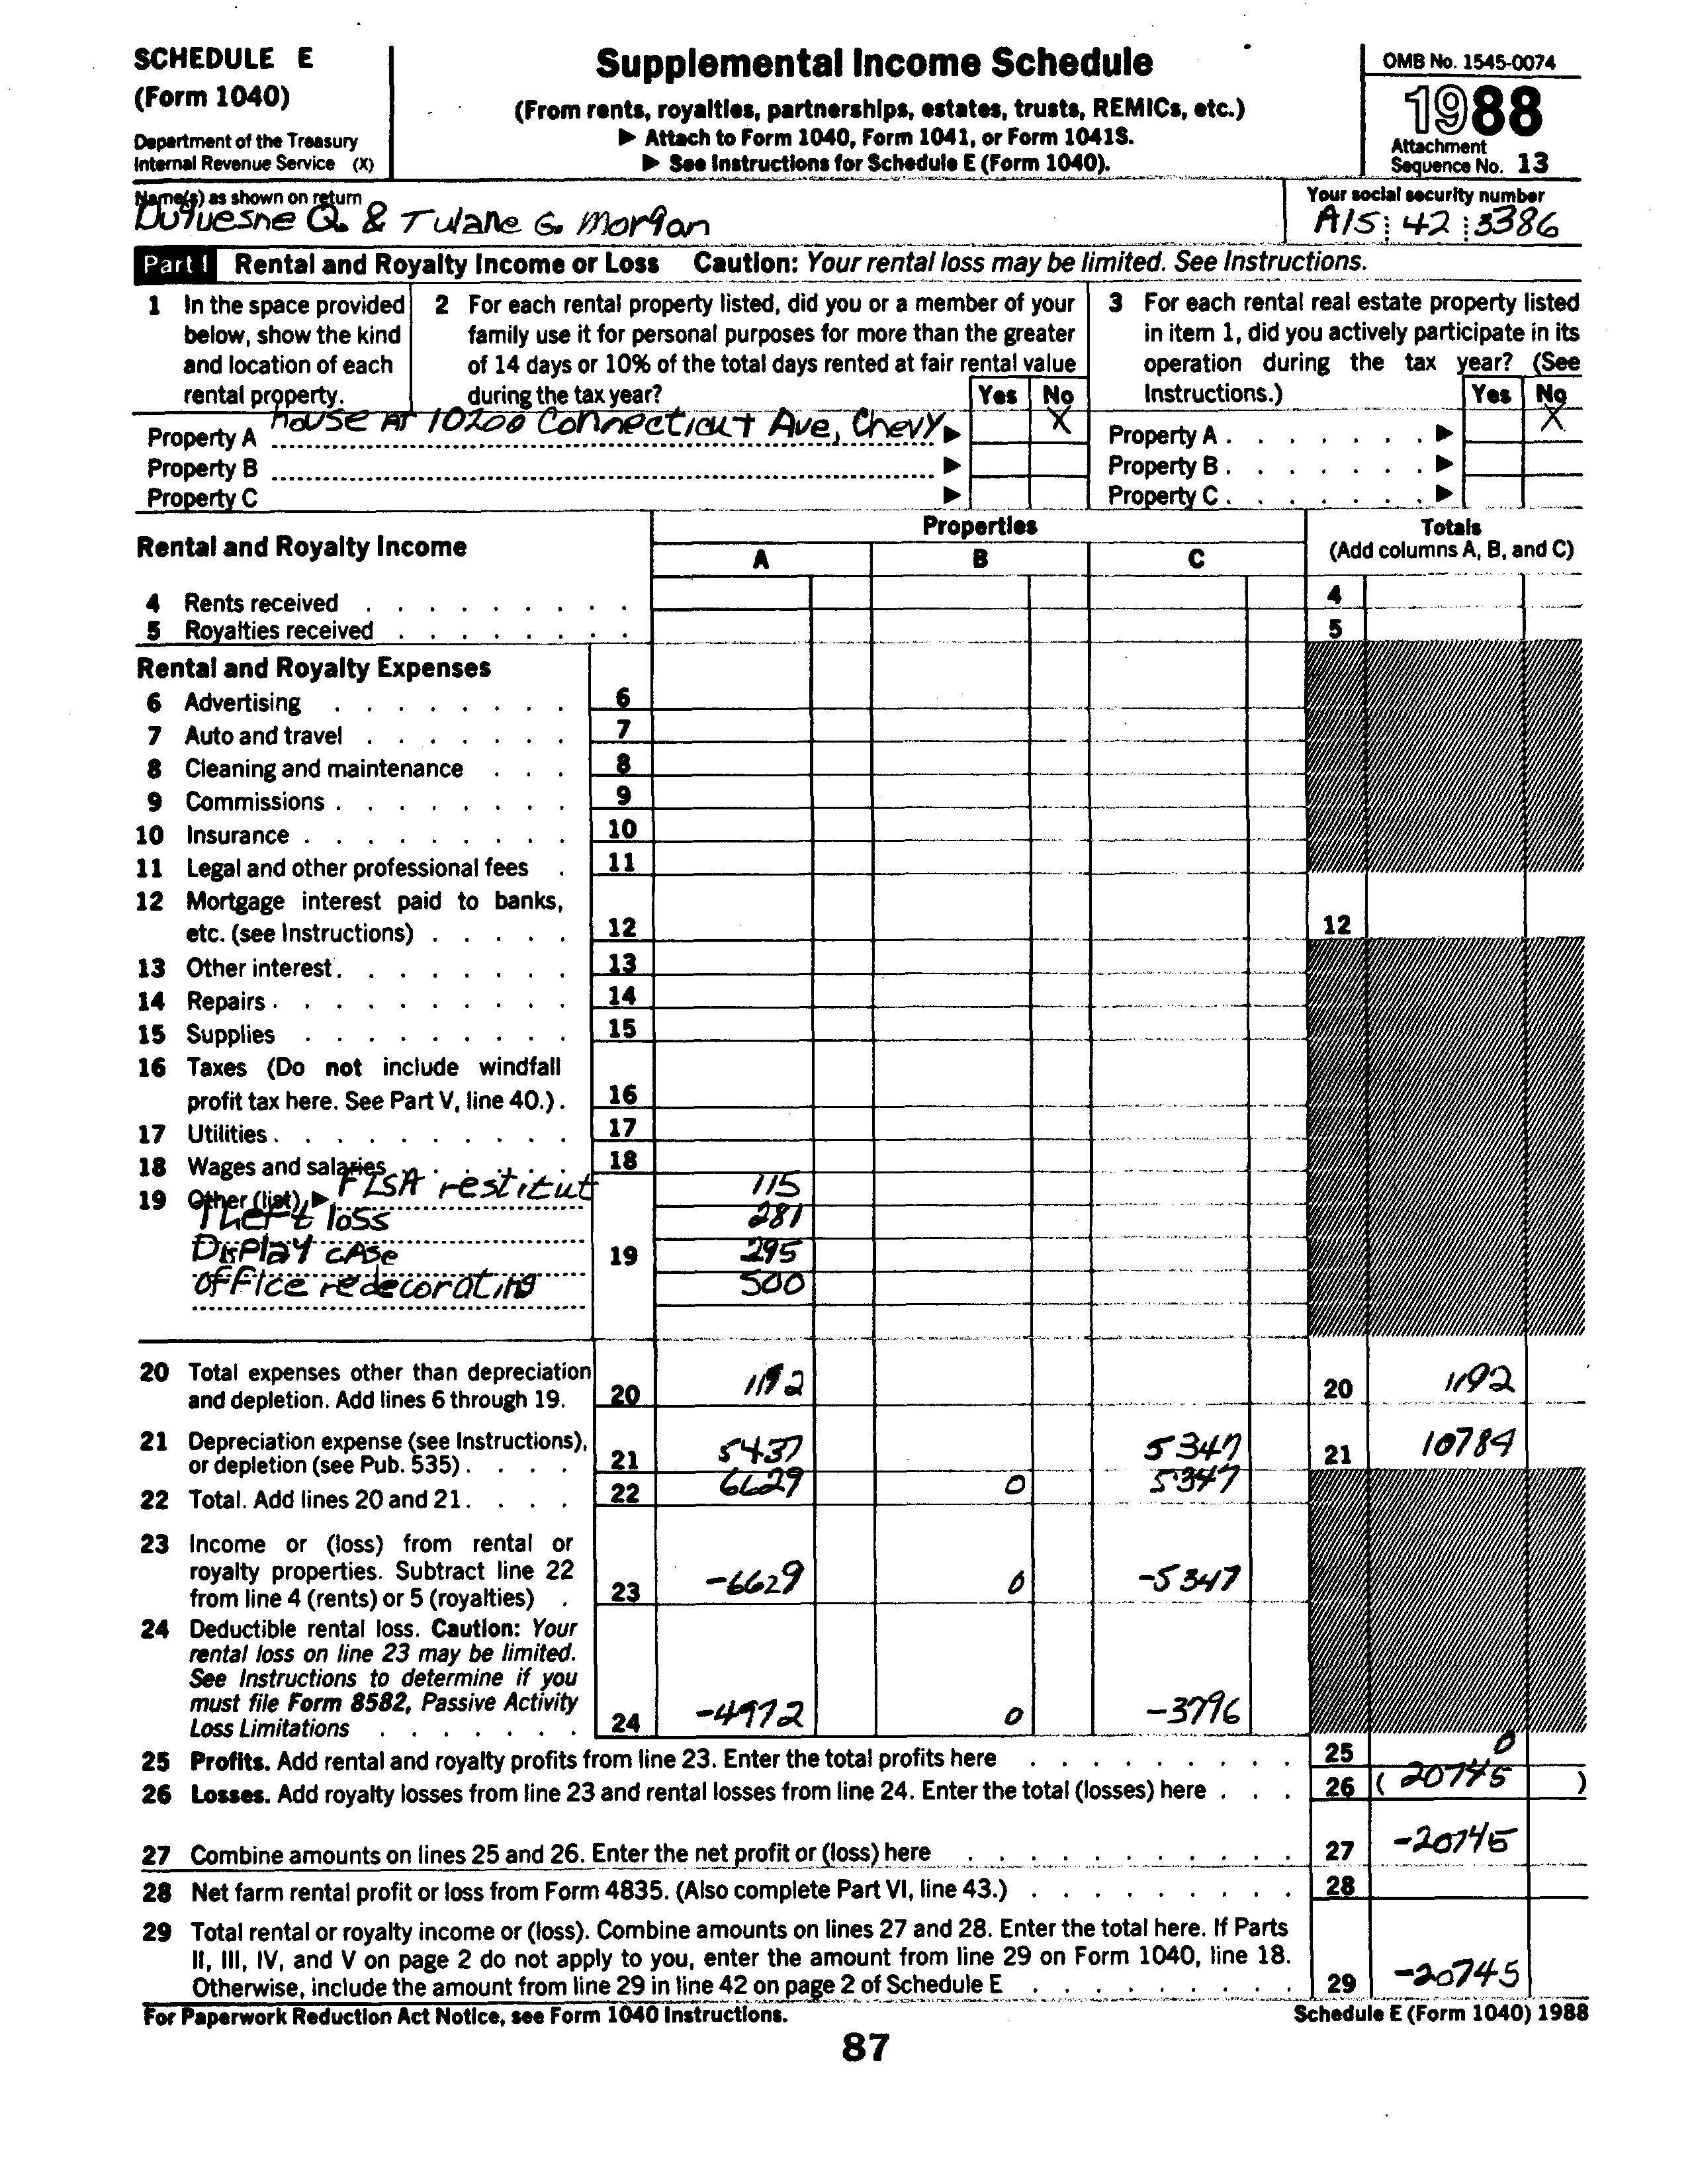 SCHEDULE E
(Form 1040)
Department of the Treasury
Internal Revenue Service (X)
Supplemental Income Schedule
(From rents, royalties, partnerships, estates, trusts, REMICs, etc.)
▶ Attach to Form 1040, Form 1041, or Form 1041S.
▶ See Instructions for Schedule E (Form 1040).
OMB No. 1545-0074
1988
Attachment
Sequence No. 13
Name(s) as shown on return
Duquesne Q. & Tulane G. Morgan
Your social security number
A15 42 3386
Part I Rental and Royalty Income or Loss Caution: Your rental loss may be limited. See Instructions.
1 In the space provided
below, show the kind
and location of each
rental property.
2 For each rental property listed, did you or a member of your
family use it for personal purposes for more than the greater
of 14 days or 10% of the total days rented at fair rental value
during the tax year? Yes No
3 For each rental real estate property listed
in item 1, did you actively participate in its
operation during the tax year? (See
Instructions.) Yes No
Property A House At 10200 Connecticut Ave, Chevy ▶ X
Property B ▶
Property C ▶
Property A . . . . . . . ▶ X
Property B . . . . . . . ▶
Property C . . . . . . . ▶
Rental and Royalty Income
Properties
A B C
Totals
(Add columns A, B, and C)
4 Rents received . . . . . . . . . 4
5 Royalties received . . . . . . . . 5
Rental and Royalty Expenses
6 Advertising . . . . . . . . 6
7 Auto and travel . . . . . . . 7
8 Cleaning and maintenance . . . 8
9 Commissions . . . . . . . . 9
10 Insurance . . . . . . . . . 10
11 Legal and other professional fees . 11
12 Mortgage interest paid to banks,
etc. (see Instructions) . . . . . 12 12
13 Other interest . . . . . . . . 13
14 Repairs . . . . . . . . . . 14
15 Supplies . . . . . . . . . 15
16 Taxes (Do not include windfall
profit tax here. See Part V, line 40.) . 16
17 Utilities . . . . . . . . . . 17
18 Wages and salaries . . . . . . 18
19 Other (list) ▶ FISA restitut 115
Theft loss 281
Display case 19 295
office redecorating 500
20 Total expenses other than depreciation
and depletion. Add lines 6 through 19. 20 1192 20 1192
21 Depreciation expense (see Instructions),
or depletion (see Pub. 535) . . . . 21 5437 5347 21 10784
22 Total. Add lines 20 and 21 . . . . 22 6629 0 5347
23 Income or (loss) from rental or
royalty properties. Subtract line 22
from line 4 (rents) or 5 (royalties) . 23 -6629 0 -5347
24 Deductible rental loss. Caution: Your
rental loss on line 23 may be limited.
See Instructions to determine if you
must file Form 8582, Passive Activity
Loss Limitations . . . . . . . 24 -4972 0 -3796
25 Profits. Add rental and royalty profits from line 23. Enter the total profits here . . . . . . . . . 25 0
26 Losses. Add royalty losses from line 23 and rental losses from line 24. Enter the total (losses) here . . . 26 ( 20745 )
27 Combine amounts on lines 25 and 26. Enter the net profit or (loss) here . . . . . . . . . . . 27 -20745
28 Net farm rental profit or loss from Form 4835. (Also complete Part VI, line 43.) . . . . . . . . . 28
29 Total rental or royalty income or (loss). Combine amounts on lines 27 and 28. Enter the total here. If Parts
II, III, IV, and V on page 2 do not apply to you, enter the amount from line 29 on Form 1040, line 18.
Otherwise, include the amount from line 29 in line 42 on page 2 of Schedule E . . . . . . . . . 29 -20745
For Paperwork Reduction Act Notice, see Form 1040 Instructions. Schedule E (Form 1040) 1988
87